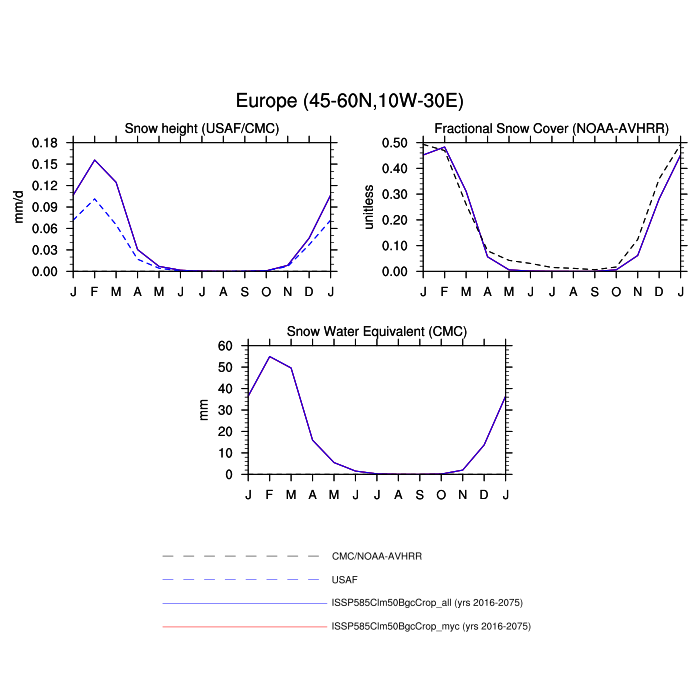 Europe (45-60N,10W-30E)
Snow height (USAF/CMC)
mm/d
0.18
0.15
0.12
0.09
0.06
0.03
0.00
J F M A M J J A S O N D J
Fractional Snow Cover (NOAA-AVHRR)
unitless
0.50
0.40
0.30
0.20
0.10
0.00
J F M A M J J A S O N D J
Snow Water Equivalent (CMC)
mm
60
50
40
30
20
10
0
J F M A M J J A S O N D J
CMC/NOAA-AVHRR
USAF
ISSP585Clm50BgcCrop_all (yrs 2016-2075)
ISSP585Clm50BgcCrop_myc (yrs 2016-2075)